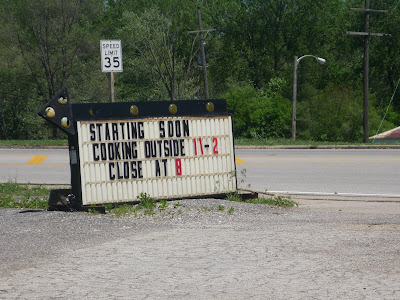 SPEED
LIMIT
35
STARTING SOON
COOKING OUTSIDE 11-2
CLOSE AT 8